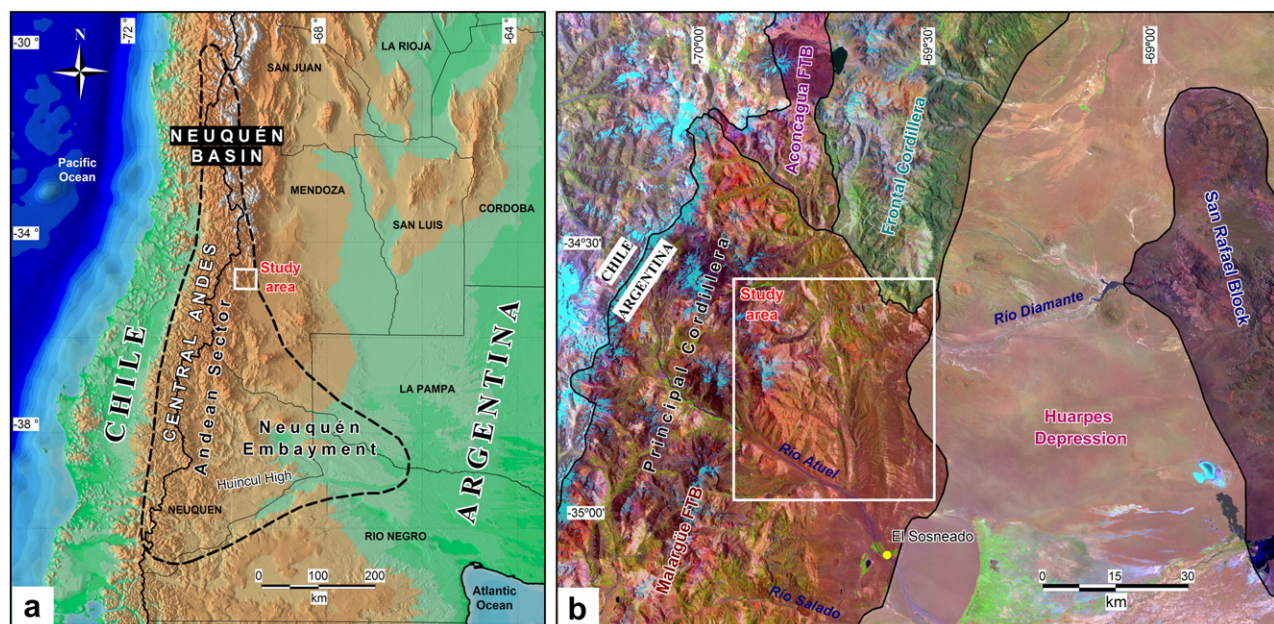 -72°
-68°
-64°
-30°
N
LA RIOJA
SAN JUAN
NEUQUÉN
BASIN
Pacific
Ocean
MENDOZA
CORDOBA
SAN LUIS
-34°
Study
area
CHILE
CENTRAL ANDES
Andean Sector
ARGENTINA
LA PAMPA
-38°
Neuquén
Embayment
Huincul High
NEUQUEN
RIO NEGRO
0 100 200
km
Atlantic
Ocean
a
-70°00'
-69°30'
-69°00'
Aconcagua FTB
Frontal Cordillera
San Rafael Block
-34°30'
CHILE
ARGENTINA
Principal Cordillera
Study
area
Río Diamante
Huarpes
Depression
Río Atuel
-35°00'
Malargüe FTB
El Sosneado
Río Salado
0 15 30
km
b